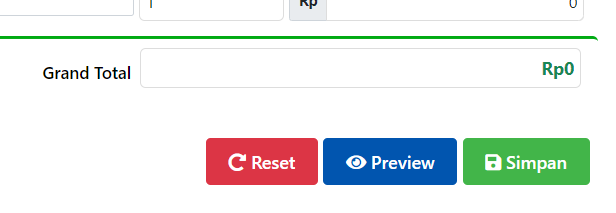 Rp 0
Grand Total Rp0
Reset Preview Simpan